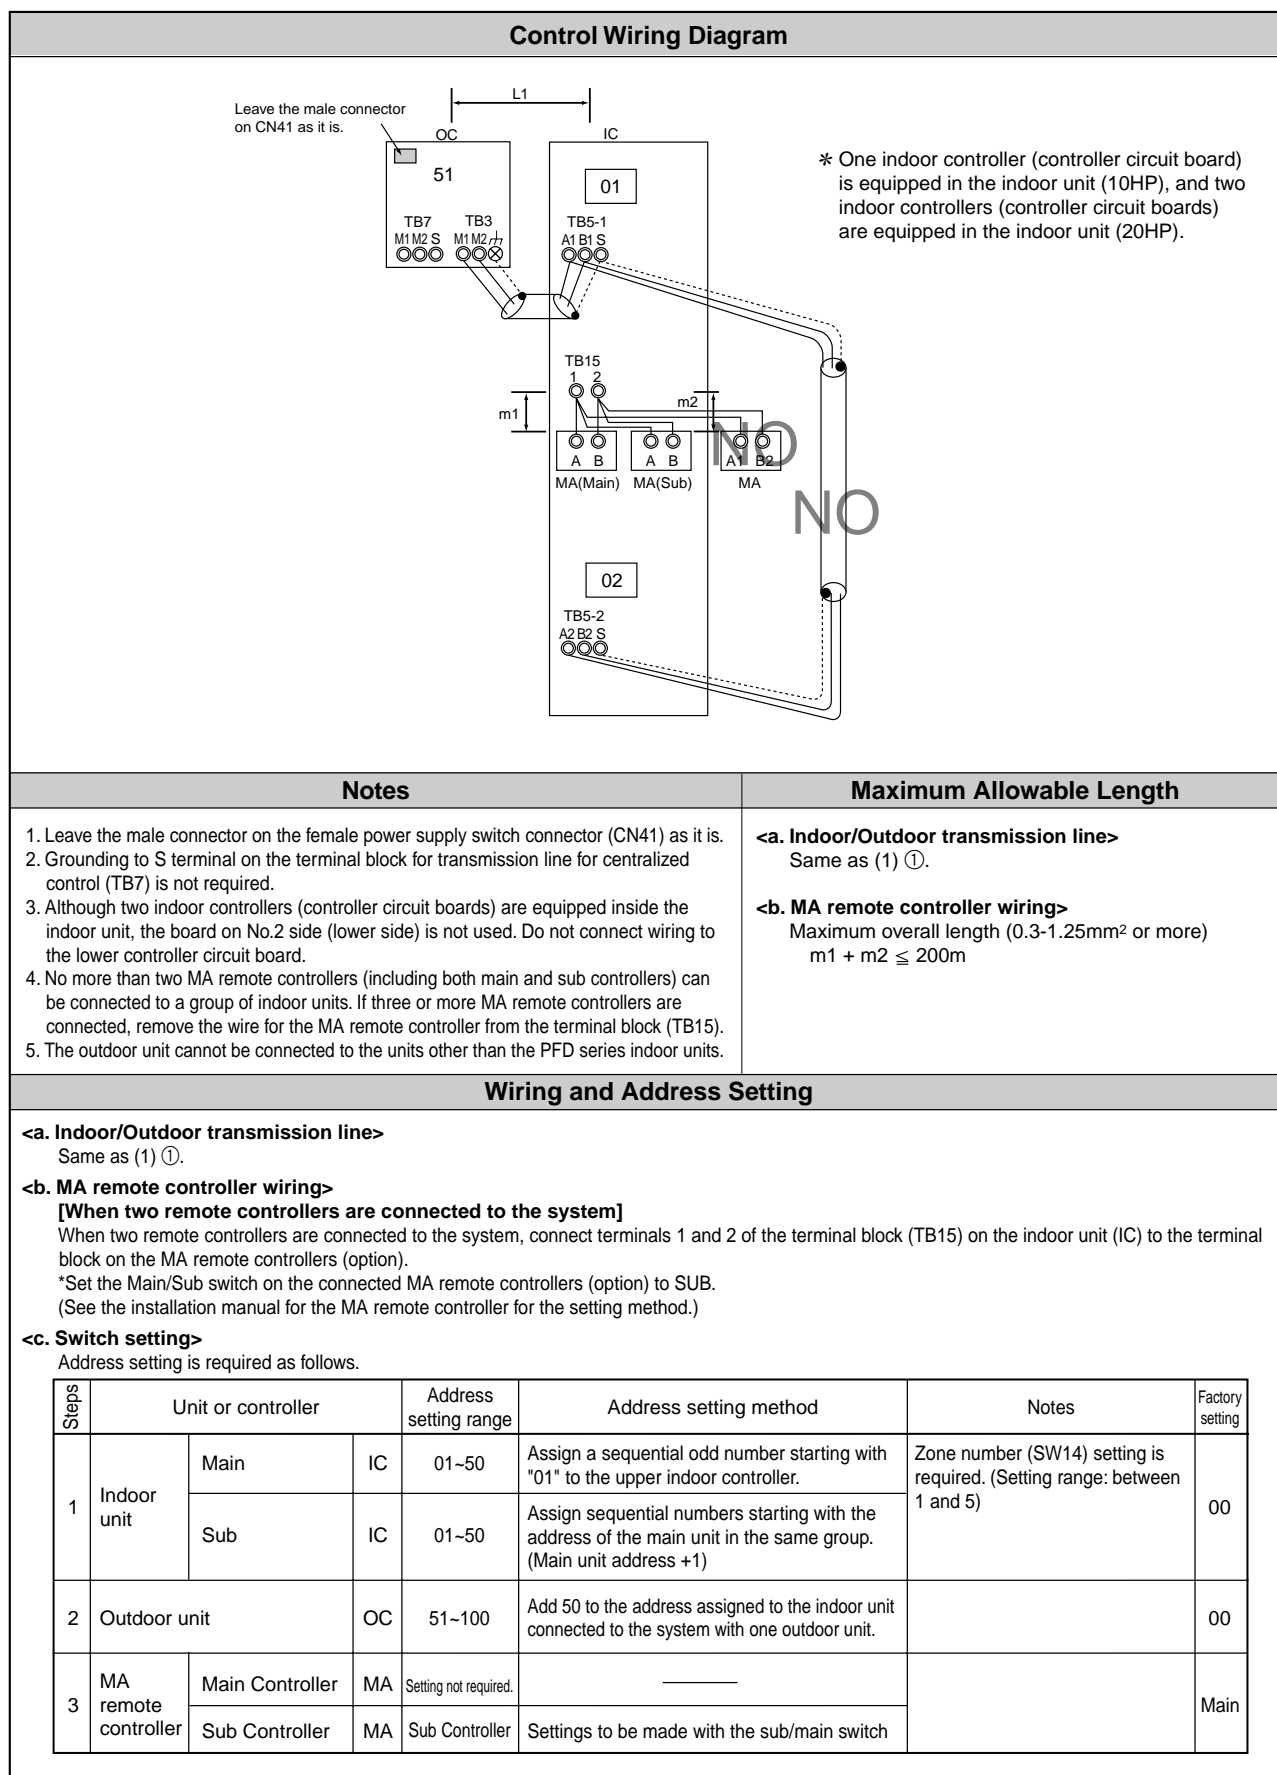 Control Wiring Diagram
Leave the male connector
on CN41 as it is.
L1
OC
IC
51
01
TB7
TB3
TB5-1
M1 M2 S
M1 M2
A1 B1 S
* One indoor controller (controller circuit board)
is equipped in the indoor unit (10HP), and two
indoor controllers (controller circuit boards)
are equipped in the indoor unit (20HP).
TB15
1 2
m1
m2
NO
A B
A B
A1 B2
MA(Main)
MA(Sub)
MA
NO
02
TB5-2
A2 B2 S
Notes
1. Leave the male connector on the female power supply switch connector (CN41) as it is.
2. Grounding to S terminal on the terminal block for transmission line for centralized
control (TB7) is not required.
3. Although two indoor controllers (controller circuit boards) are equipped inside the
indoor unit, the board on No.2 side (lower side) is not used. Do not connect wiring to
the lower controller circuit board.
4. No more than two MA remote controllers (including both main and sub controllers) can
be connected to a group of indoor units. If three or more MA remote controllers are
connected, remove the wire for the MA remote controller from the terminal block (TB15).
5. The outdoor unit cannot be connected to the units other than the PFD series indoor units.
Maximum Allowable Length
<a. Indoor/Outdoor transmission line>
Same as (1) ①.
<b. MA remote controller wiring>
Maximum overall length (0.3-1.25mm² or more)
m1 + m2 ≦ 200m
Wiring and Address Setting
<a. Indoor/Outdoor transmission line>
Same as (1) ①.
<b. MA remote controller wiring>
[When two remote controllers are connected to the system]
When two remote controllers are connected to the system, connect terminals 1 and 2 of the terminal block (TB15) on the indoor unit (IC) to the terminal
block on the MA remote controllers (option).
*Set the Main/Sub switch on the connected MA remote controllers (option) to SUB.
(See the installation manual for the MA remote controller for the setting method.)
<c. Switch setting>
Address setting is required as follows.
Steps
Unit or controller
Address
setting range
Address setting method
Notes
Factory
setting
1
Indoor
unit
Main
IC
01~50
Assign a sequential odd number starting with
"01" to the upper indoor controller.
Zone number (SW14) setting is
required. (Setting range: between
1 and 5)
00
Sub
IC
01~50
Assign sequential numbers starting with the
address of the main unit in the same group.
(Main unit address +1)
2
Outdoor unit
OC
51~100
Add 50 to the address assigned to the indoor unit
connected to the system with one outdoor unit.
00
3
MA
remote
controller
Main Controller
MA
Setting not required.
Main
Sub Controller
MA
Sub Controller
Settings to be made with the sub/main switch